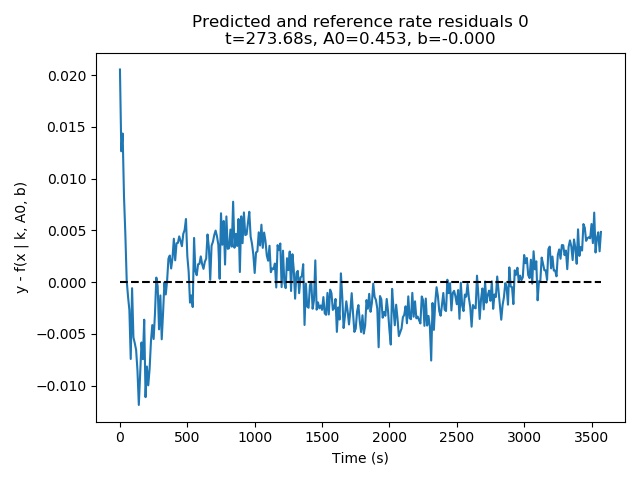 Predicted and reference rate residuals 0
t=273.68s, A0=0.453, b=-0.000
y - f(x | k, A0, b)
0.020
0.015
0.010
0.005
0.000
−0.005
−0.010
0 500 1000 1500 2000 2500 3000 3500
Time (s)